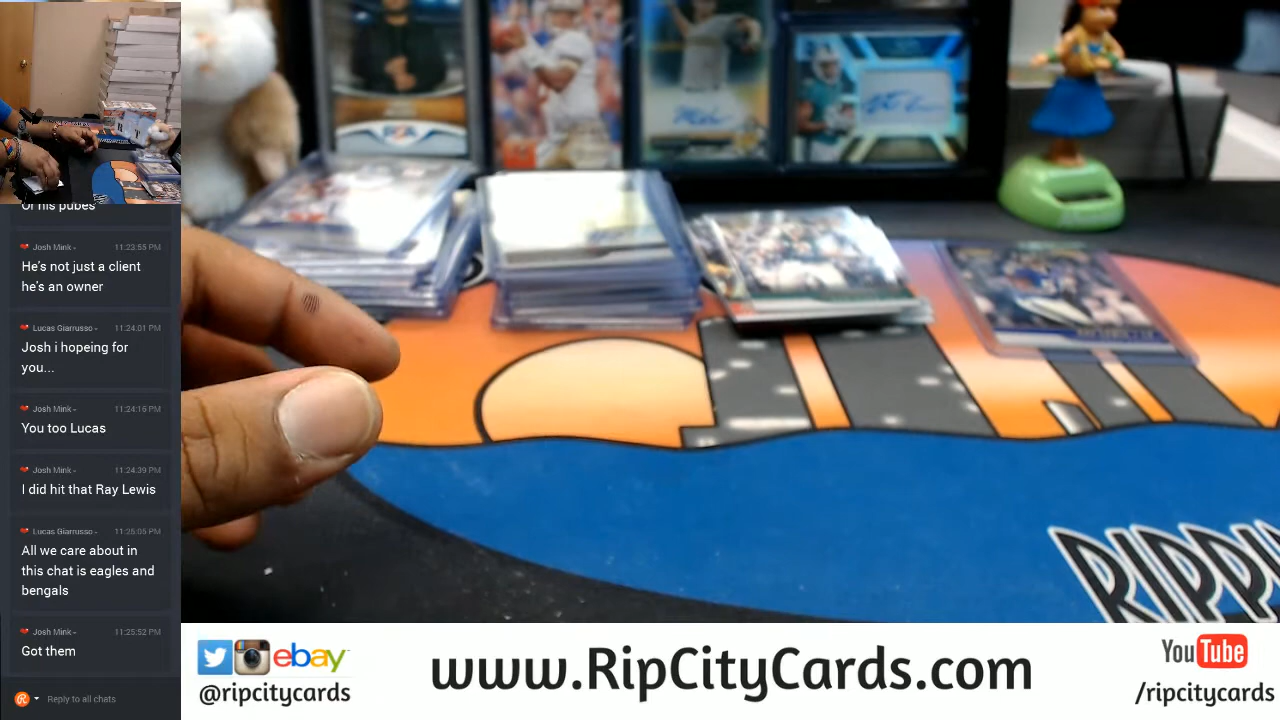 Or his pubes
Josh Mink - 11:23:55 PM
He's not just a client
he's an owner
Lucas Giarrusso - 11:24:01 PM
Josh i hopeing for
you...
Josh Mink - 11:24:16 PM
You too Lucas
Josh Mink - 11:24:39 PM
I did hit that Ray Lewis
Lucas Giarrusso - 11:25:05 PM
All we care about in
this chat is eagles and
bengals
Josh Mink - 11:25:52 PM
Got them
Reply to all chats
RIPPI
ebay
@ripcitycards
www.RipCityCards.com
YouTube
/ripcitycards